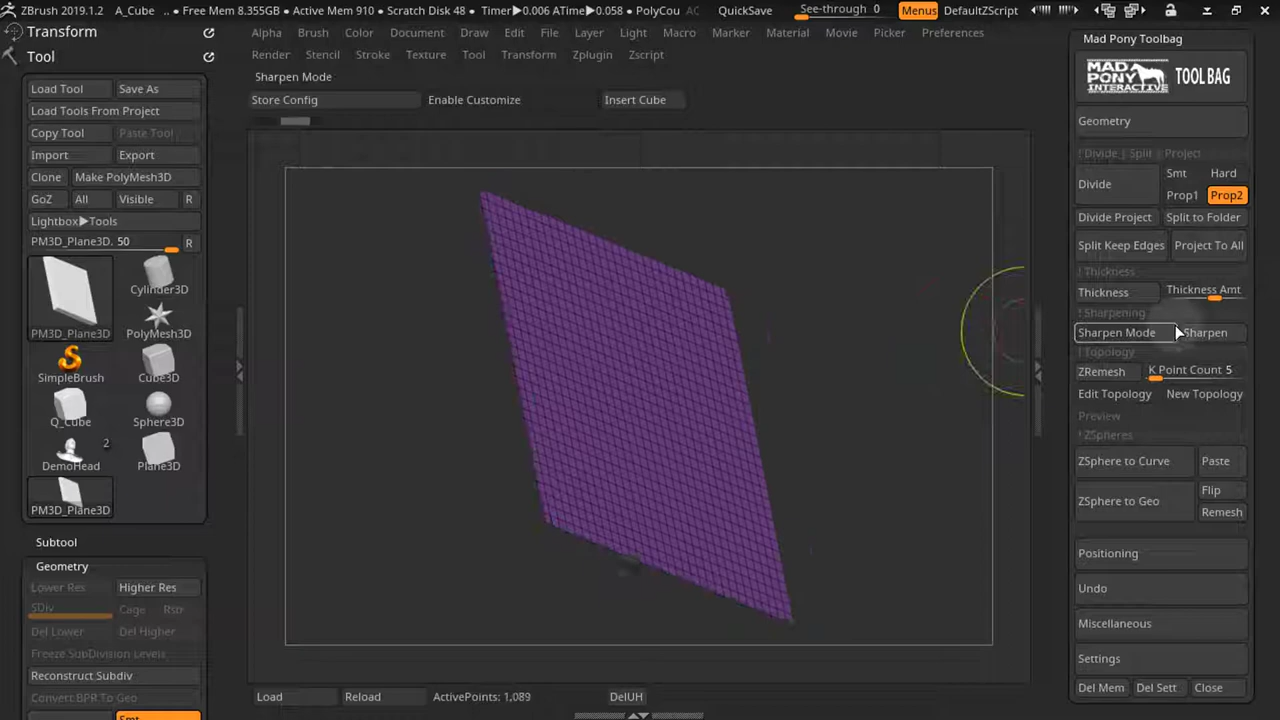 ZBrush 2019.1.2 A_Cube .. • Free Mem 8.355GB • Active Mem 910 • Scratch Disk 48 • Timer▶0.006 ATime▶0.058 • PolyCou AC QuickSave See-through 0 Menus DefaultZScript
Transform
Tool
Alpha Brush Color Document Draw Edit File Layer Light Macro Marker Material Movie Picker Preferences
Render Stencil Stroke Texture Tool Transform Zplugin Zscript
Sharpen Mode
Store Config Enable Customize Insert Cube
Load Tool Save As
Load Tools From Project
Copy Tool Paste Tool
Import Export
Clone Make PolyMesh3D
GoZ All Visible R
Lightbox▶Tools
PM3D_Plane3D. 50 R
PM3D_Plane3D
Cylinder3D
PolyMesh3D
SimpleBrush
Cube3D
Q_Cube
Sphere3D
2
DemoHead
Plane3D
PM3D_Plane3D
Subtool
Geometry
Lower Res Higher Res
SDiv Cage Rstr
Del Lower Del Higher
Freeze SubDivision Levels
Reconstruct Subdiv
Convert BPR To Geo
Smt
Load Reload ActivePoints: 1,089 DelUH
Mad Pony Toolbag
MAD PONY INTERACTIVE TOOL BAG
Geometry
! Divide | Split | Project
Divide Smt Hard
Prop1 Prop2
Divide Project Split to Folder
Split Keep Edges Project To All
! Thickness
Thickness Thickness Amt
! Sharpening
Sharpen Mode Sharpen
! Topology
ZRemesh K Point Count 5
Edit Topology New Topology
Preview
! ZSpheres
ZSphere to Curve Paste
ZSphere to Geo Flip
Remesh
Positioning
Undo
Miscellaneous
Settings
Del Mem Del Sett Close